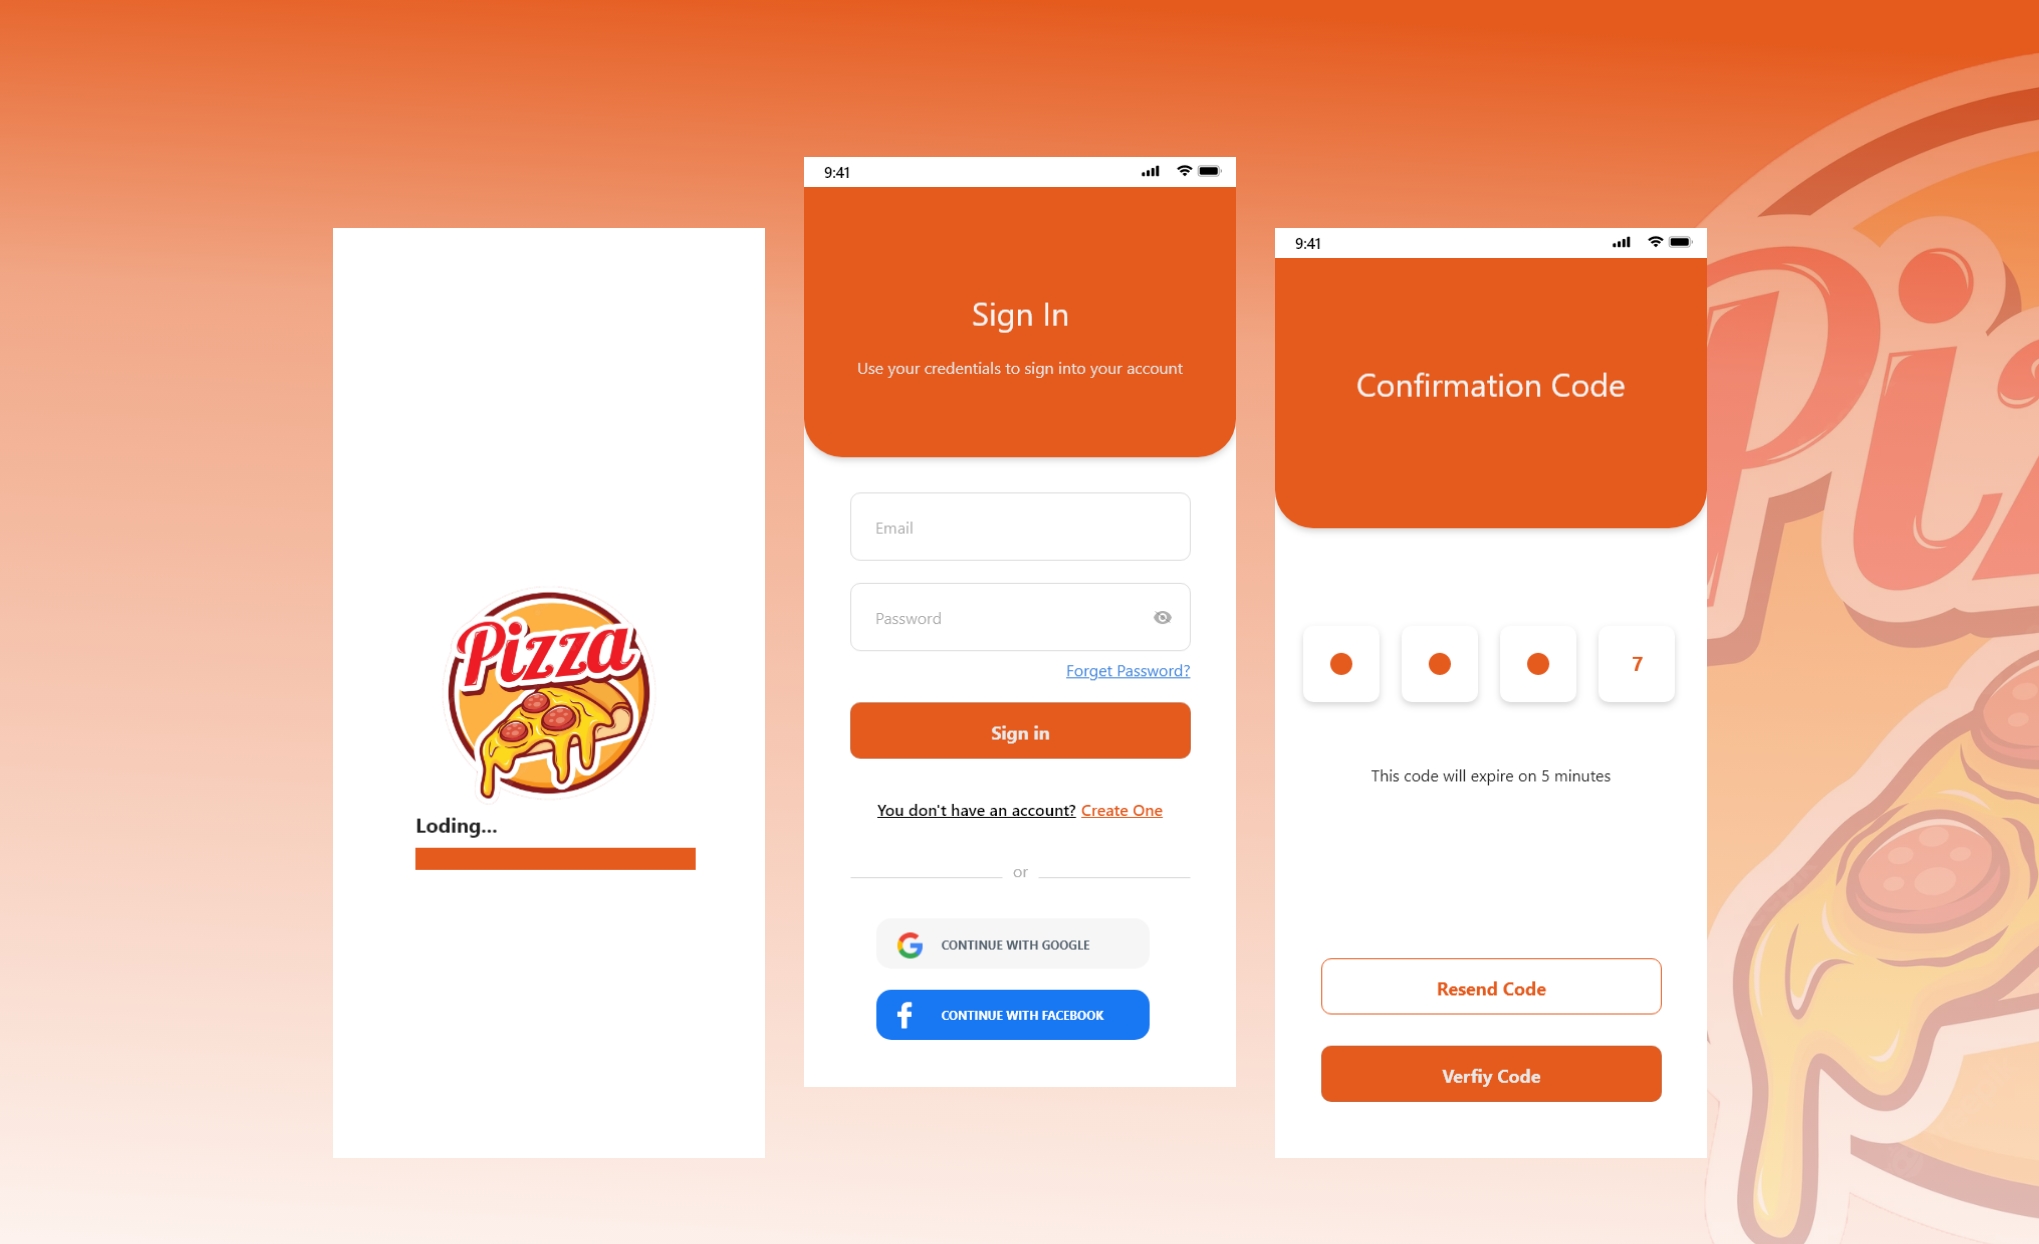 Pizza
Loding...
9:41
Sign In
Use your credentials to sign into your account
Email
Password
Forget Password?
Sign in
You don't have an account? Create One
or
CONTINUE WITH GOOGLE
CONTINUE WITH FACEBOOK
9:41
Confirmation Code
7
This code will expire on 5 minutes
Resend Code
Verfiy Code
Piz